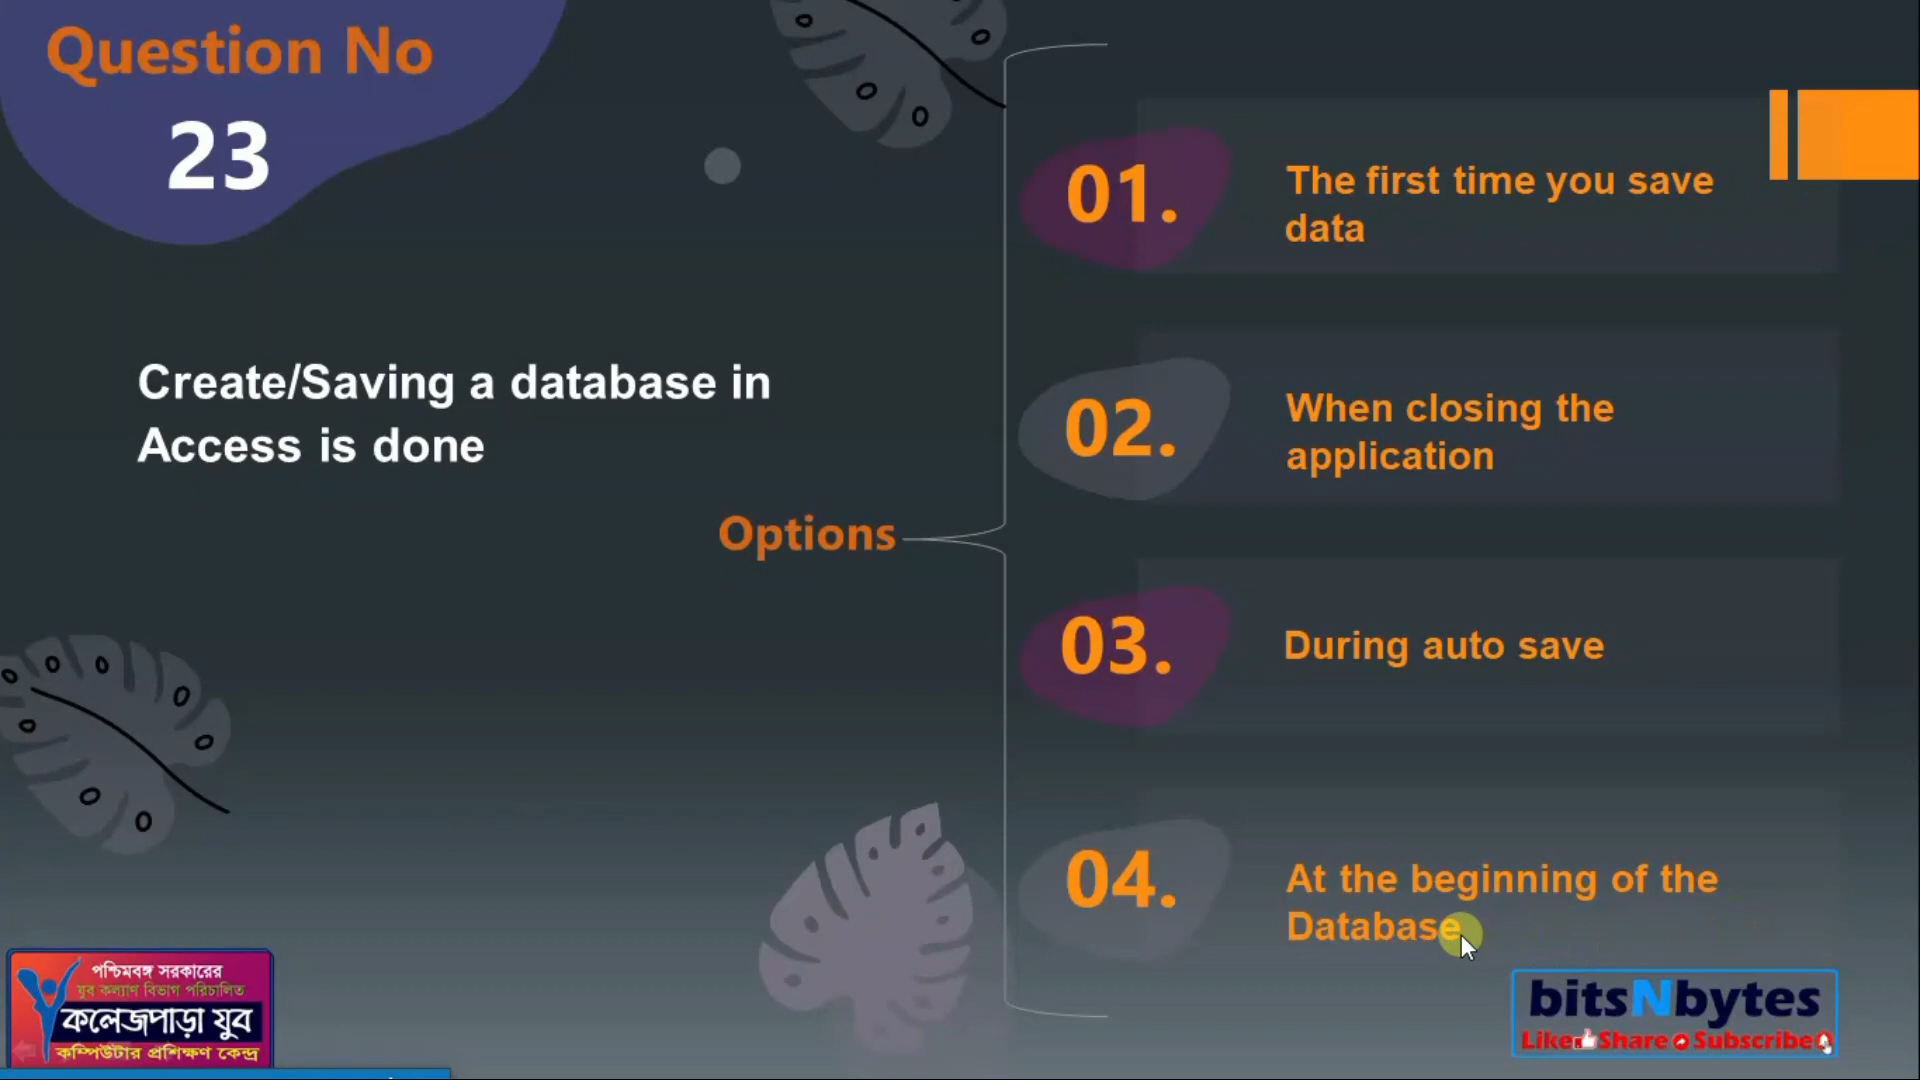 Question No
23
Create/Saving a database in
Access is done
Options
01.
The first time you save
data
02.
When closing the
application
03.
During auto save
04.
At the beginning of the
Database
পশ্চিমবঙ্গ সরকারের
যুব কল্যাণ বিভাগ পরিচালিত
কলেজপাড়া যুব
কম্পিউটার প্রশিক্ষণ কেন্দ্র
bitsNbytes
Like Share Subscribe